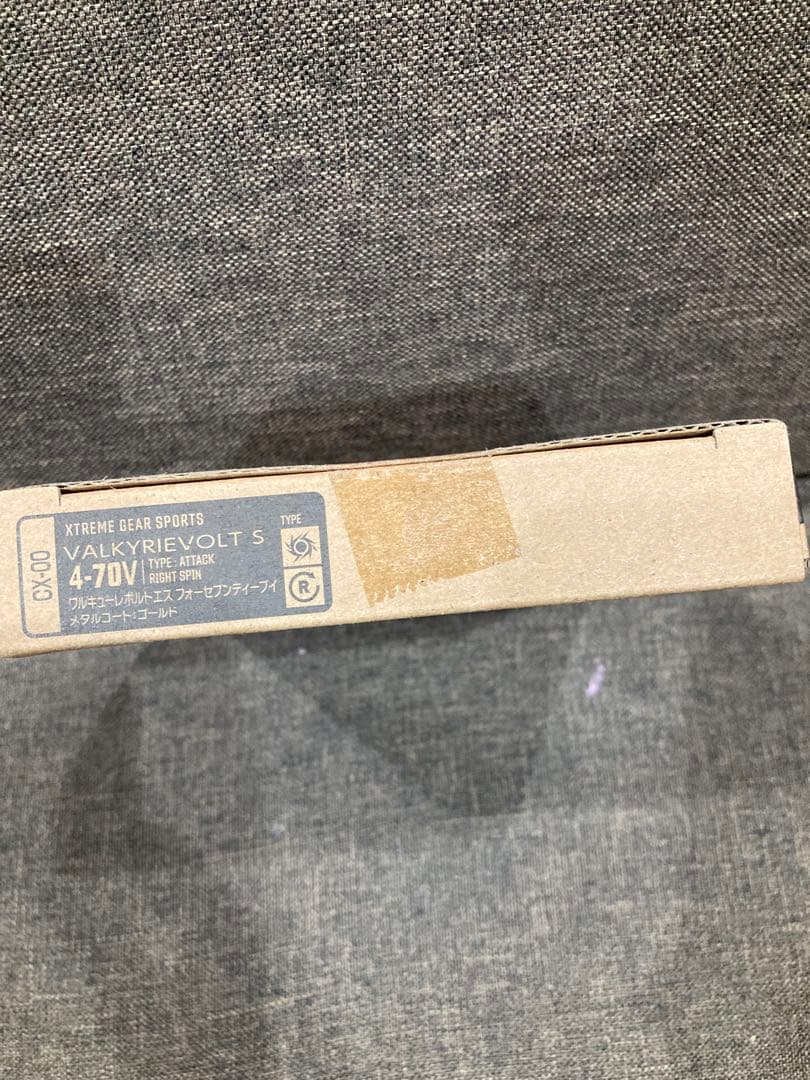 CX-00
XTREME GEAR SPORTS
TYPE
VALKYRIEVOLT S
4-70V
TYPE: ATTACK
RIGHT SPIN
R
ワルキューレボルトエス フォーセブンティーブイ
メタルコート:ゴールド